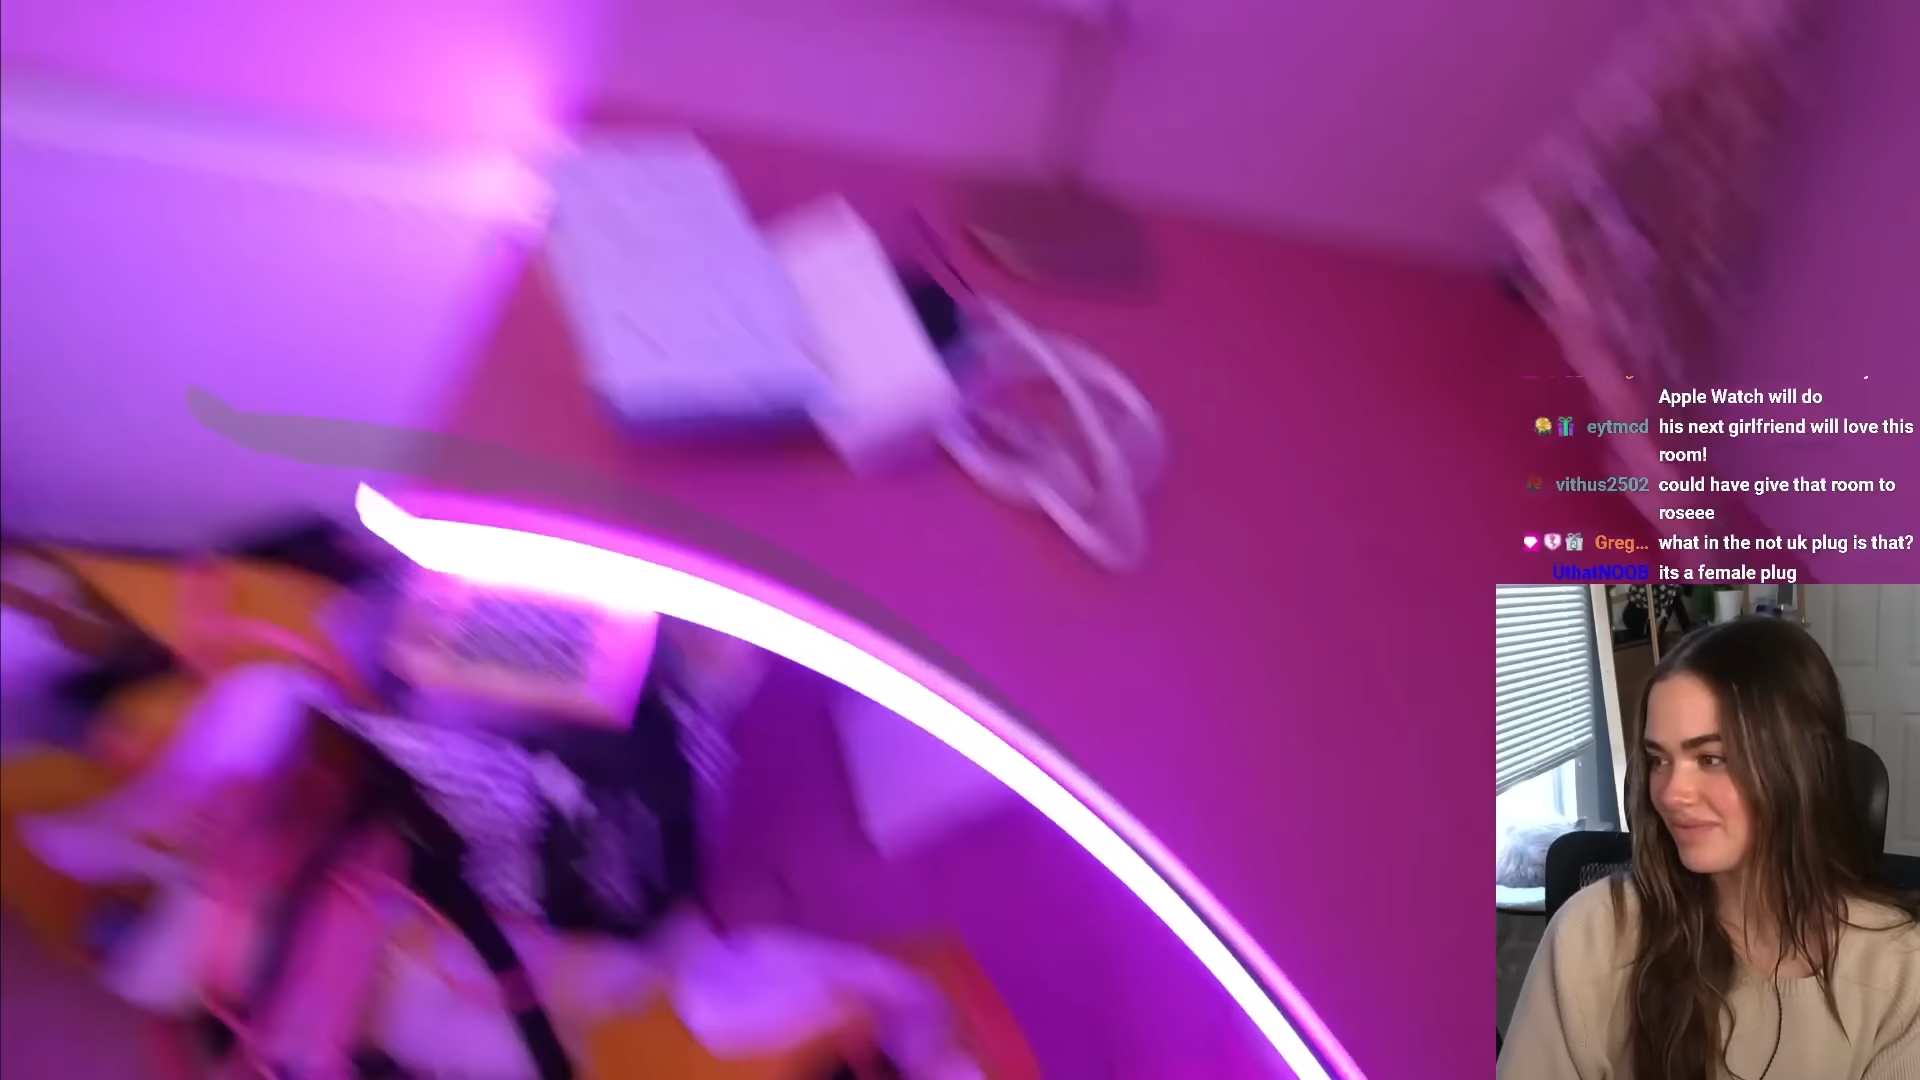 Apple Watch will do
eytmcd his next girlfriend will love this
room!
vithus2502 could have give that room to
roseee
Greg... what in the not uk plug is that?
UthatNOOB its a female plug